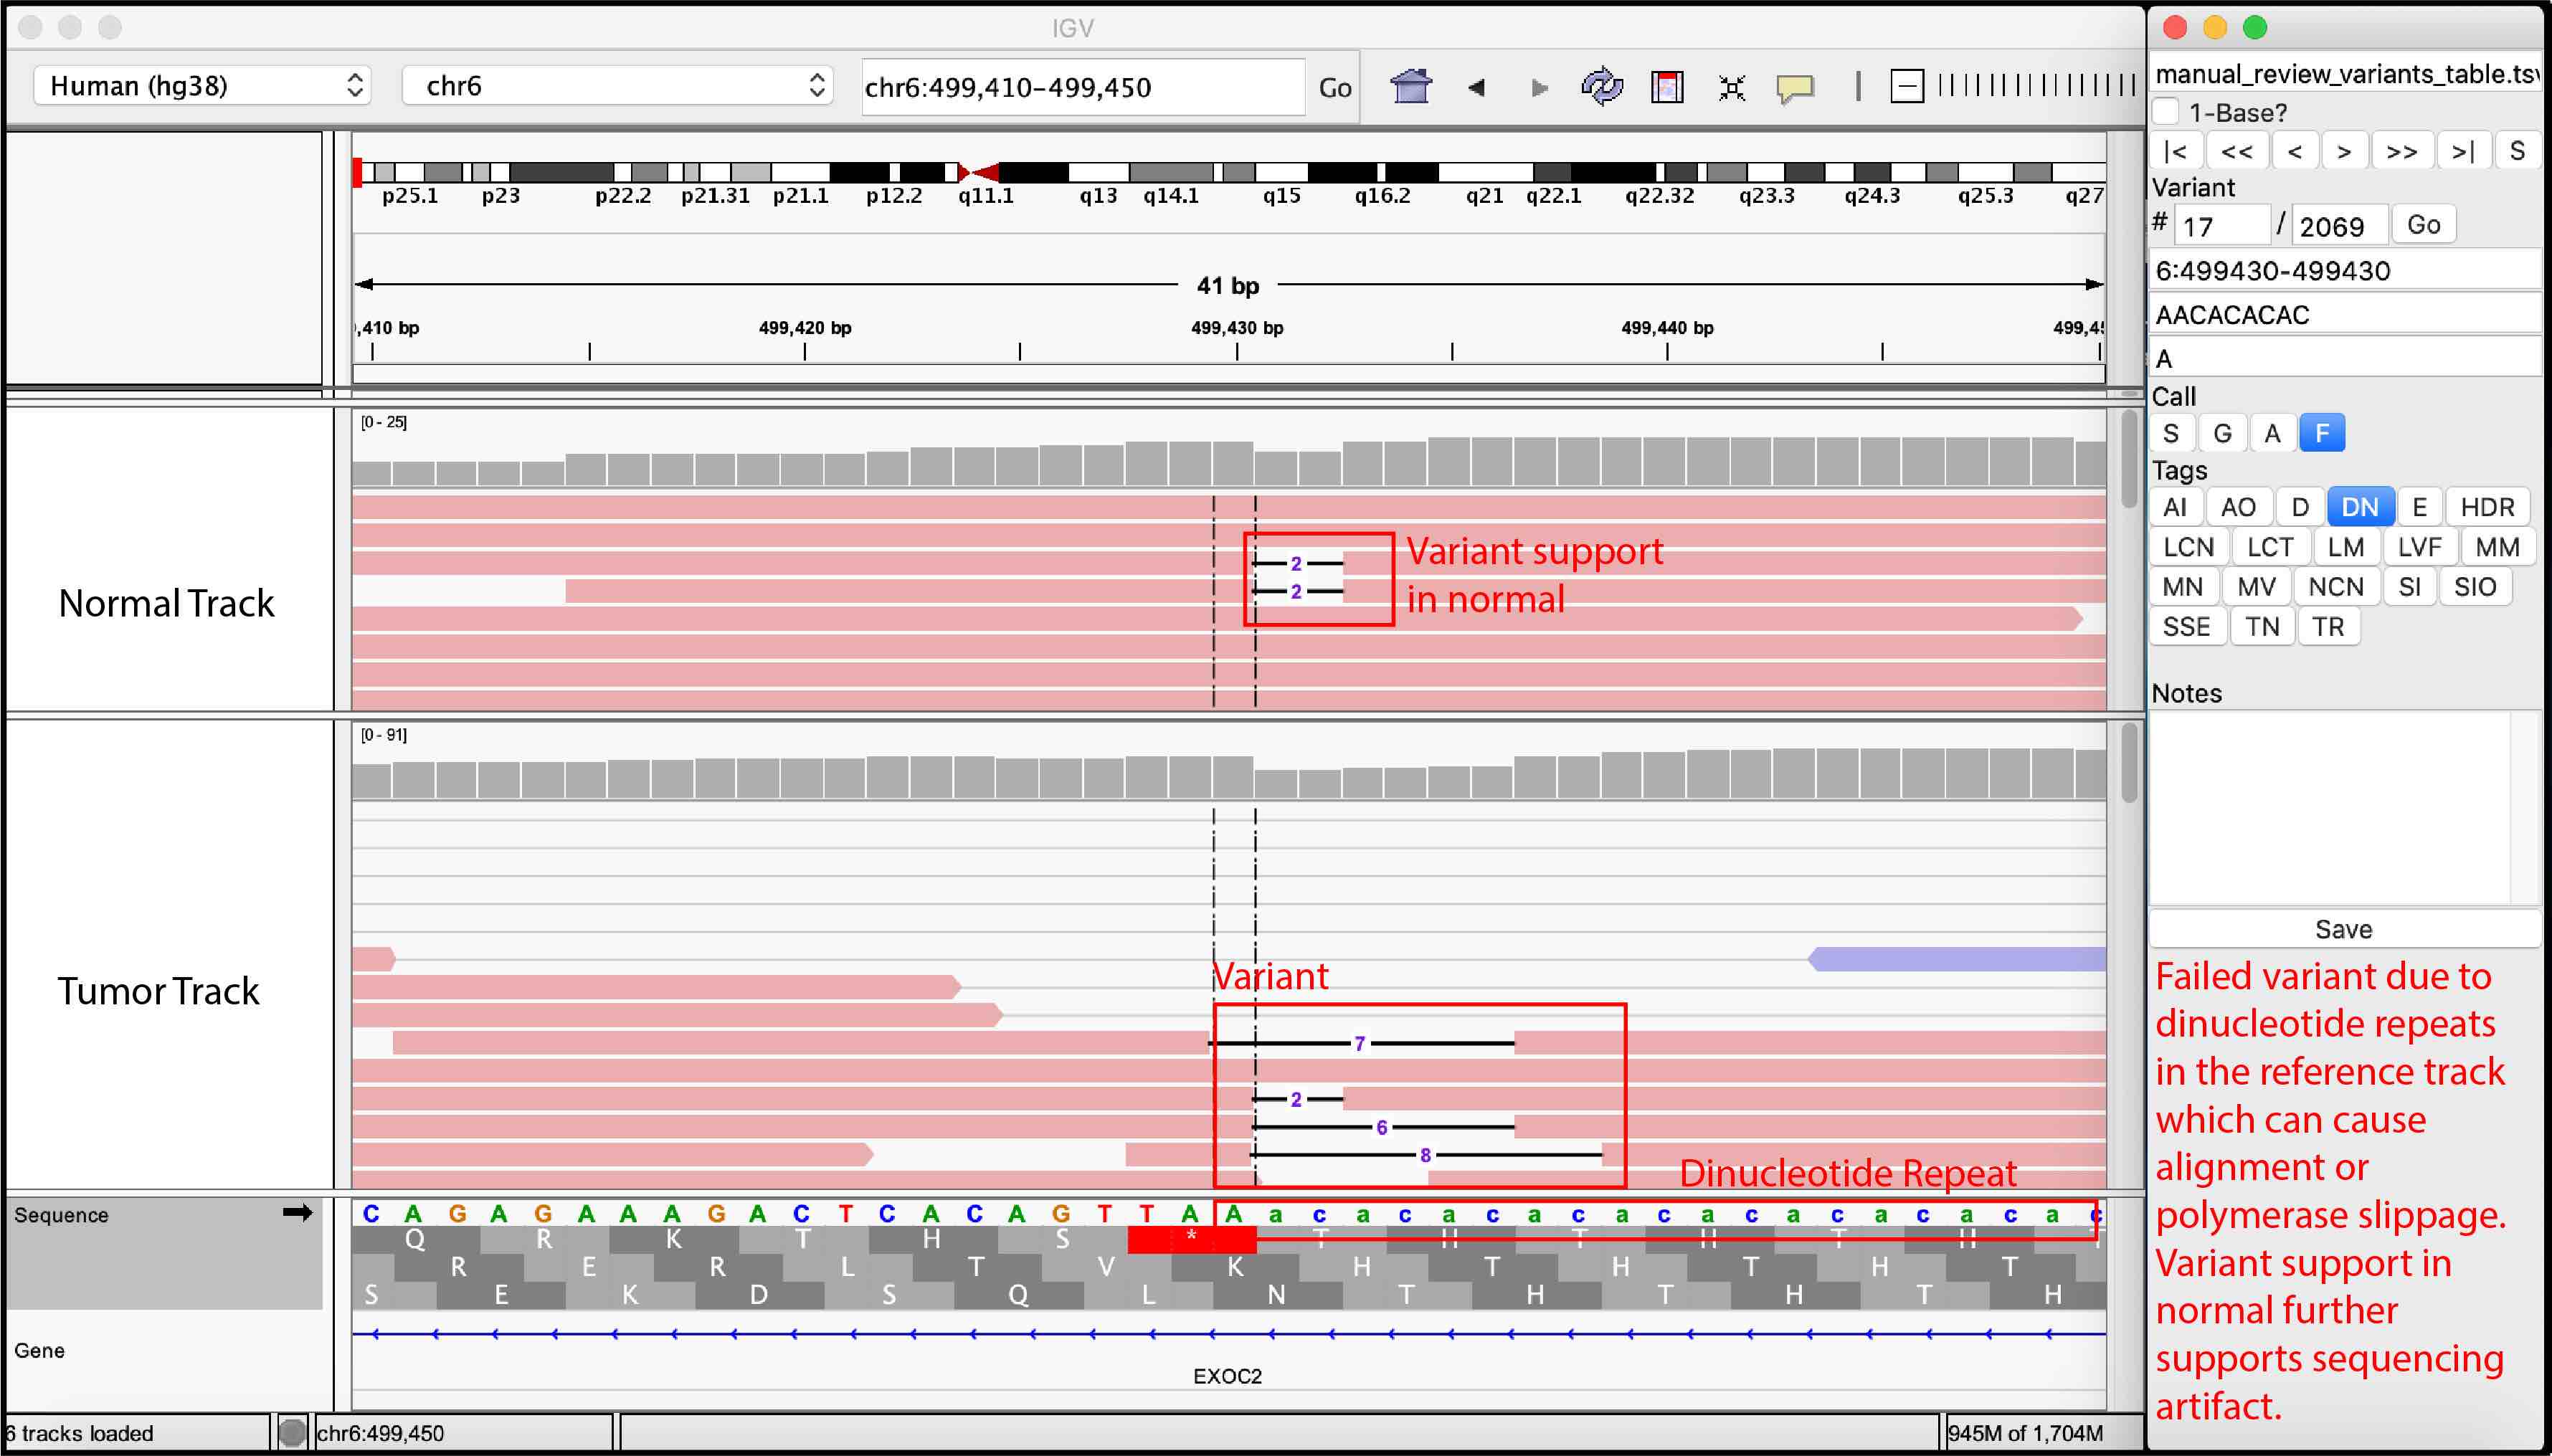 IGV
Human (hg38)
chr6
chr6:499,410-499,450
Go
p25.1 p23 p22.2 p21.31 p21.1 p12.2 q11.1 q13 q14.1 q15 q16.2 q21 q22.1 q22.32 q23.3 q24.3 q25.3 q27
41 bp
,410 bp 499,420 bp 499,430 bp 499,440 bp 499,45
Normal Track
[0 - 25]
2
2
Variant support
in normal
Tumor Track
[0 - 91]
Variant
7
2
6
8
Dinucleotide Repeat
Sequence
C A G A G A A A G A C T C A C A G T T A A a c a c a c a c a c a c a c a c a c a c
Q R K T H S * T H T H T H T
R E R L T V K H T H T H T
S E K D S Q L N T H T H T H
Gene
EXOC2
6 tracks loaded
chr6:499,450
945M of 1,704M
manual_review_variants_table.tsv
1-Base?
|< << < > >> >| S
Variant
# 17 / 2069 Go
6:499430-499430
AACACACAC
A
Call
S G A F
Tags
AI AO D DN E HDR
LCN LCT LM LVF MM
MN MV NCN SI SIO
SSE TN TR
Notes
Save
Failed variant due to
dinucleotide repeats
in the reference track
which can cause
alignment or
polymerase slippage.
Variant support in
normal further
supports sequencing
artifact.